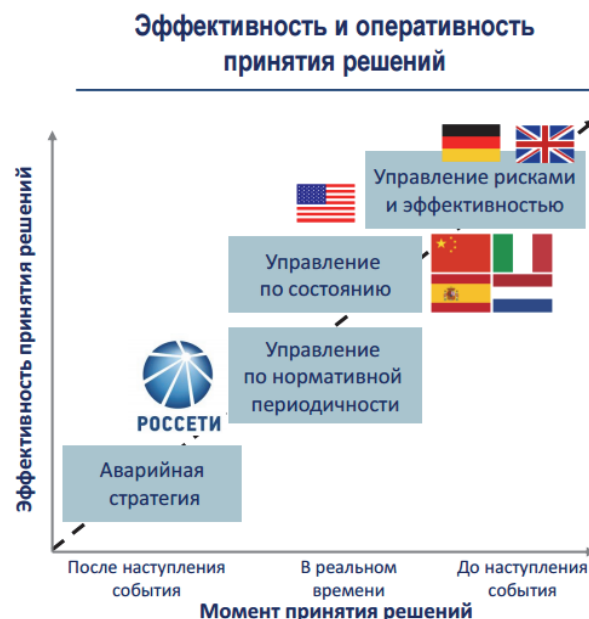 Эффективность и оперативность
принятия решений
Эффективность принятия решений
Управление рисками
и эффективностью
Управление
по состоянию
Управление
по нормативной
периодичности
РОССЕТИ
Аварийная
стратегия
После наступления
события
В реальном
времени
До наступления
события
Момент принятия решений